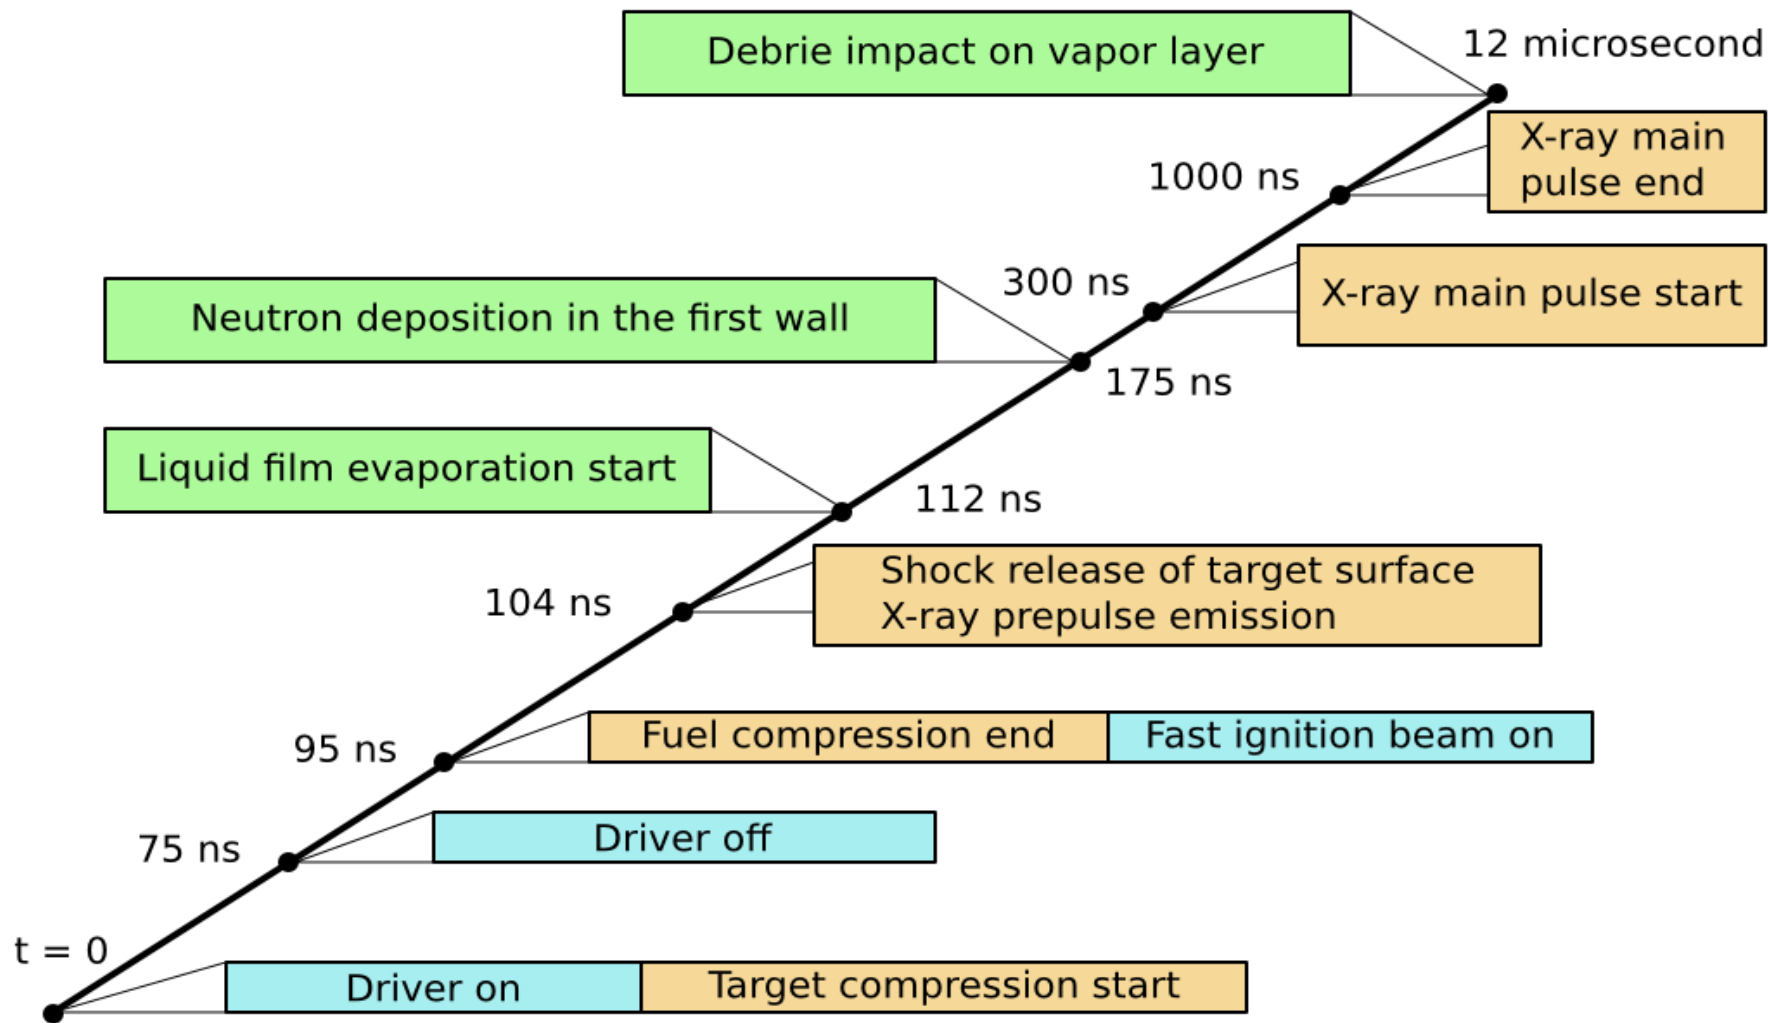 Debrie impact on vapor layer
12 microsecond
X-ray main
pulse end
1000 ns
X-ray main pulse start
300 ns
Neutron deposition in the first wall
175 ns
Liquid film evaporation start
112 ns
Shock release of target surface
X-ray prepulse emission
104 ns
Fuel compression end
Fast ignition beam on
95 ns
Driver off
75 ns
t = 0
Driver on
Target compression start